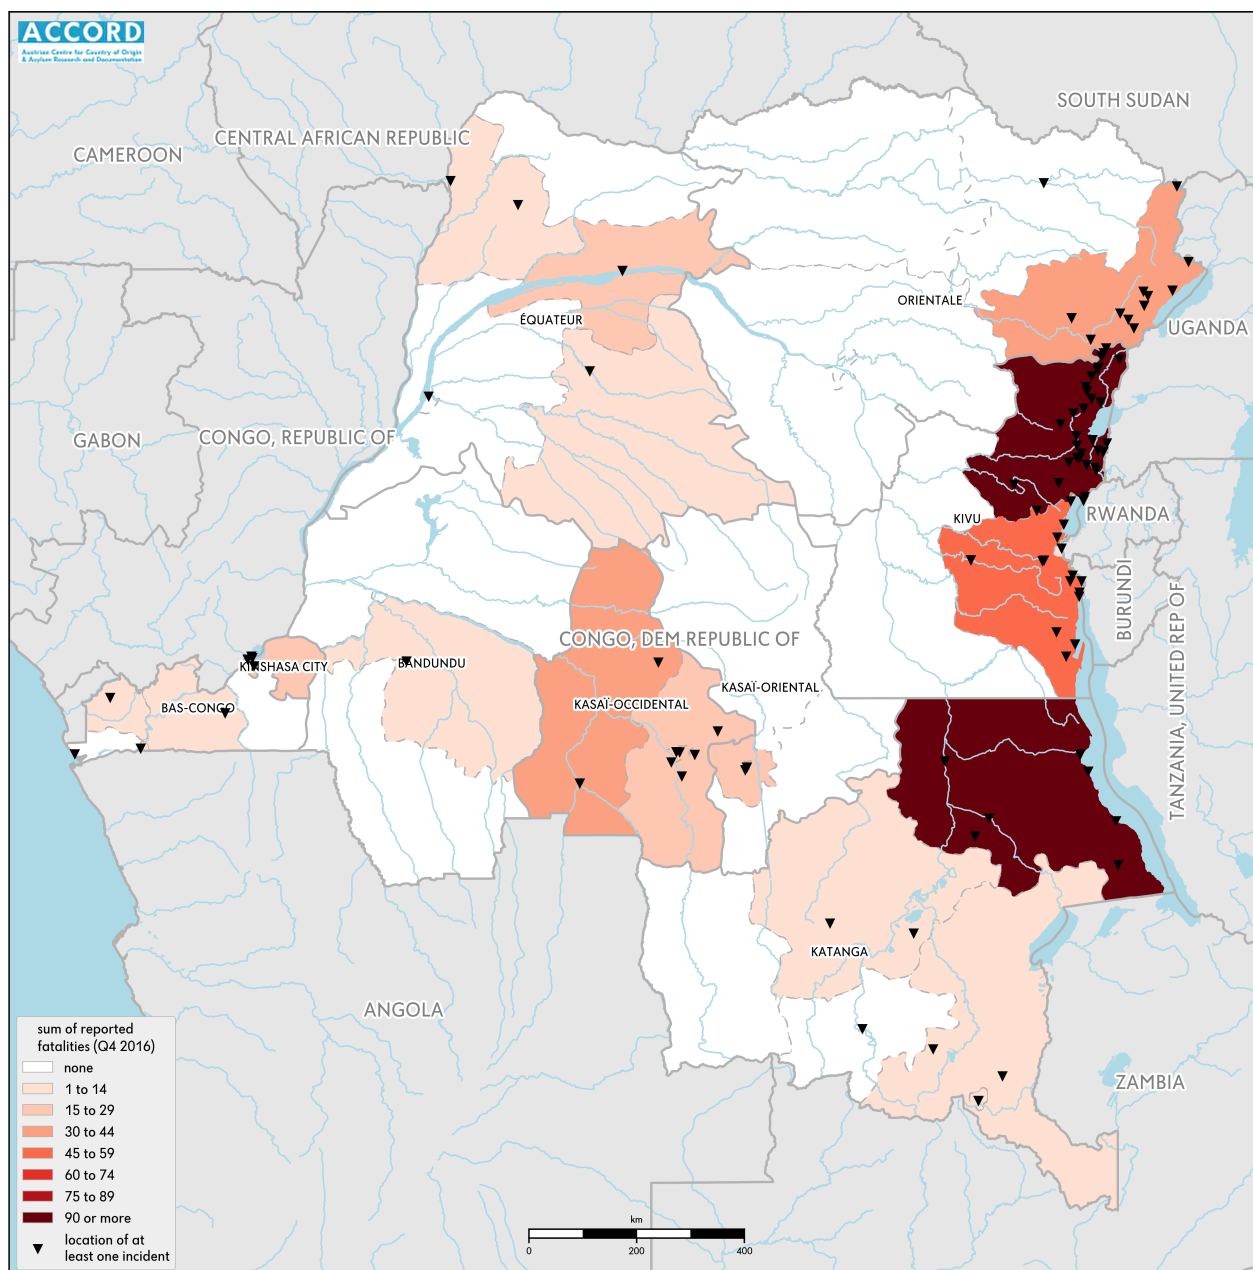 ACCORD
Austrian Centre for Country of Origin
& Asylum Research and Documentation
SOUTH SUDAN
CENTRAL AFRICAN REPUBLIC
CAMEROON
ORIENTALE
ÉQUATEUR
UGANDA
GABON
CONGO, REPUBLIC OF
KIVU
RWANDA
BURUNDI
TANZANIA, UNITED REP OF
CONGO, DEM REPUBLIC OF
KINSHASA CITY
BANDUNDU
KASAÏ-ORIENTAL
BAS-CONGO
KASAÏ-OCCIDENTAL
KATANGA
ANGOLA
ZAMBIA
sum of reported
fatalities (Q4 2016)
none
1 to 14
15 to 29
30 to 44
45 to 59
60 to 74
75 to 89
90 or more
location of at
least one incident
km
0 200 400